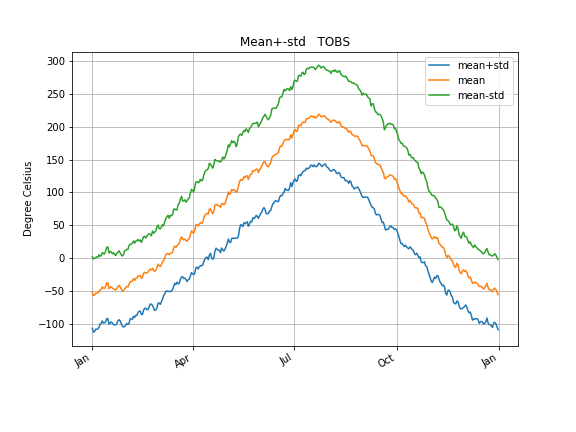 Mean+-std   TOBS
300
250
200
150
100
50
0
−50
−100
Degree Celsius
Jan
Apr
Jul
Oct
Jan
mean+std
mean
mean-std